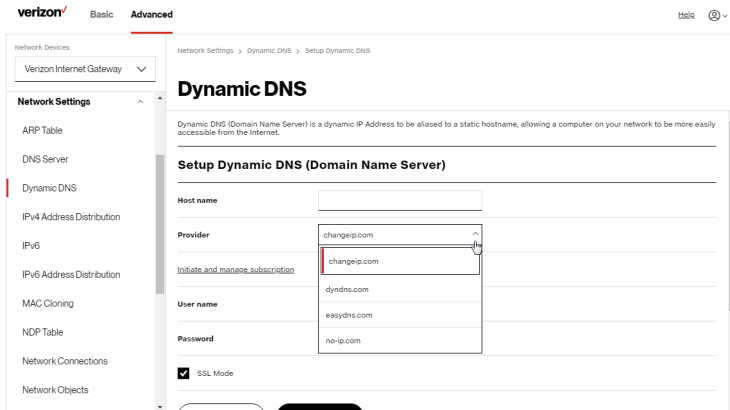 verizon
Basic
Advanced
Help
Network Devices
Verizon Internet Gateway
Network Settings
ARP Table
DNS Server
Dynamic DNS
IPv4 Address Distribution
IPv6
IPv6 Address Distribution
MAC Cloning
NDP Table
Network Connections
Network Objects
Network Settings > Dynamic DNS > Setup Dynamic DNS
Dynamic DNS
Dynamic DNS (Domain Name Server) is a dynamic IP Address to be aliased to a static hostname, allowing a computer on your network to be more easily
accessible from the Internet.
Setup Dynamic DNS (Domain Name Server)
Host name
Provider
changeip.com
changeip.com
dyndns.com
easydns.com
no-ip.com
Initiate and manage subscription
User name
Password
SSL Mode